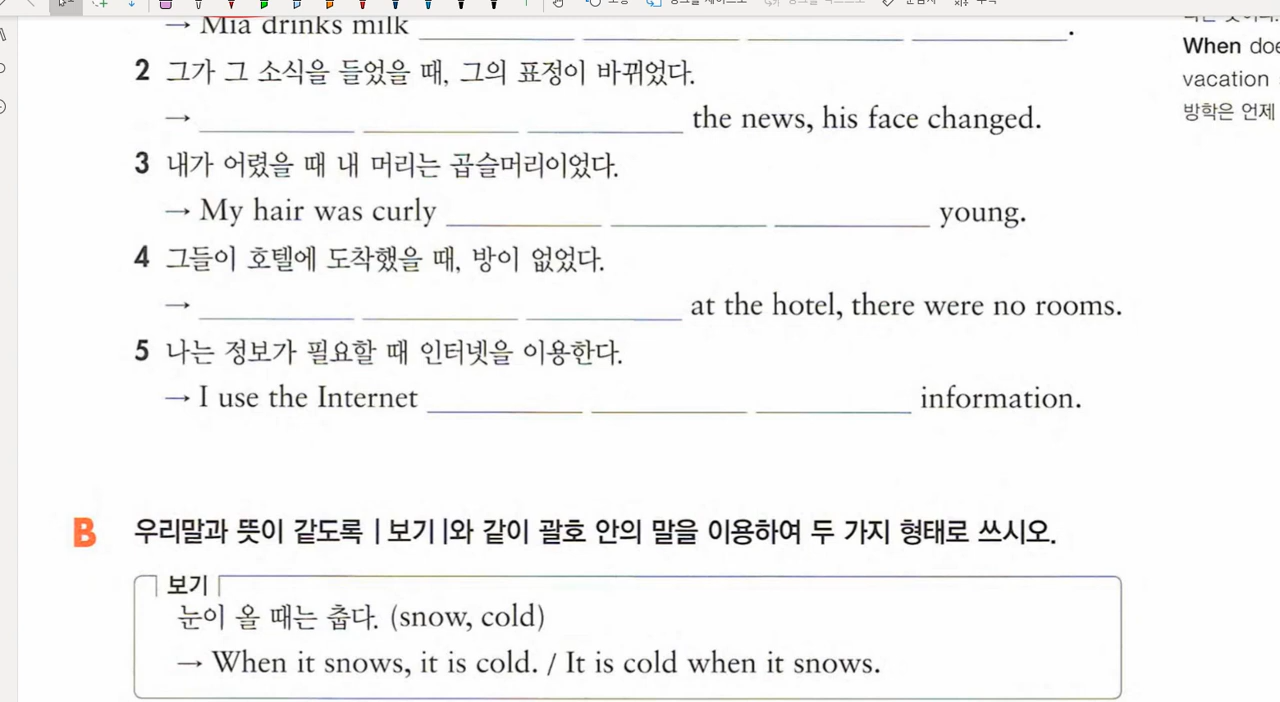 → Mia drinks milk ________ ________ ________ ________.
2 그가 그 소식을 들었을 때, 그의 표정이 바뀌었다.
→ ________ ________ ________ the news, his face changed.
3 내가 어렸을 때 내 머리는 곱슬머리이었다.
→ My hair was curly ________ ________ ________ young.
4 그들이 호텔에 도착했을 때, 방이 없었다.
→ ________ ________ ________ at the hotel, there were no rooms.
5 나는 정보가 필요할 때 인터넷을 이용한다.
→ I use the Internet ________ ________ ________ information.
B 우리말과 뜻이 같도록 | 보기 |와 같이 괄호 안의 말을 이용하여 두 가지 형태로 쓰시오.
보기
눈이 올 때는 춥다. (snow, cold)
→ When it snows, it is cold. / It is cold when it snows.
When doe
vacation
방학은 언제